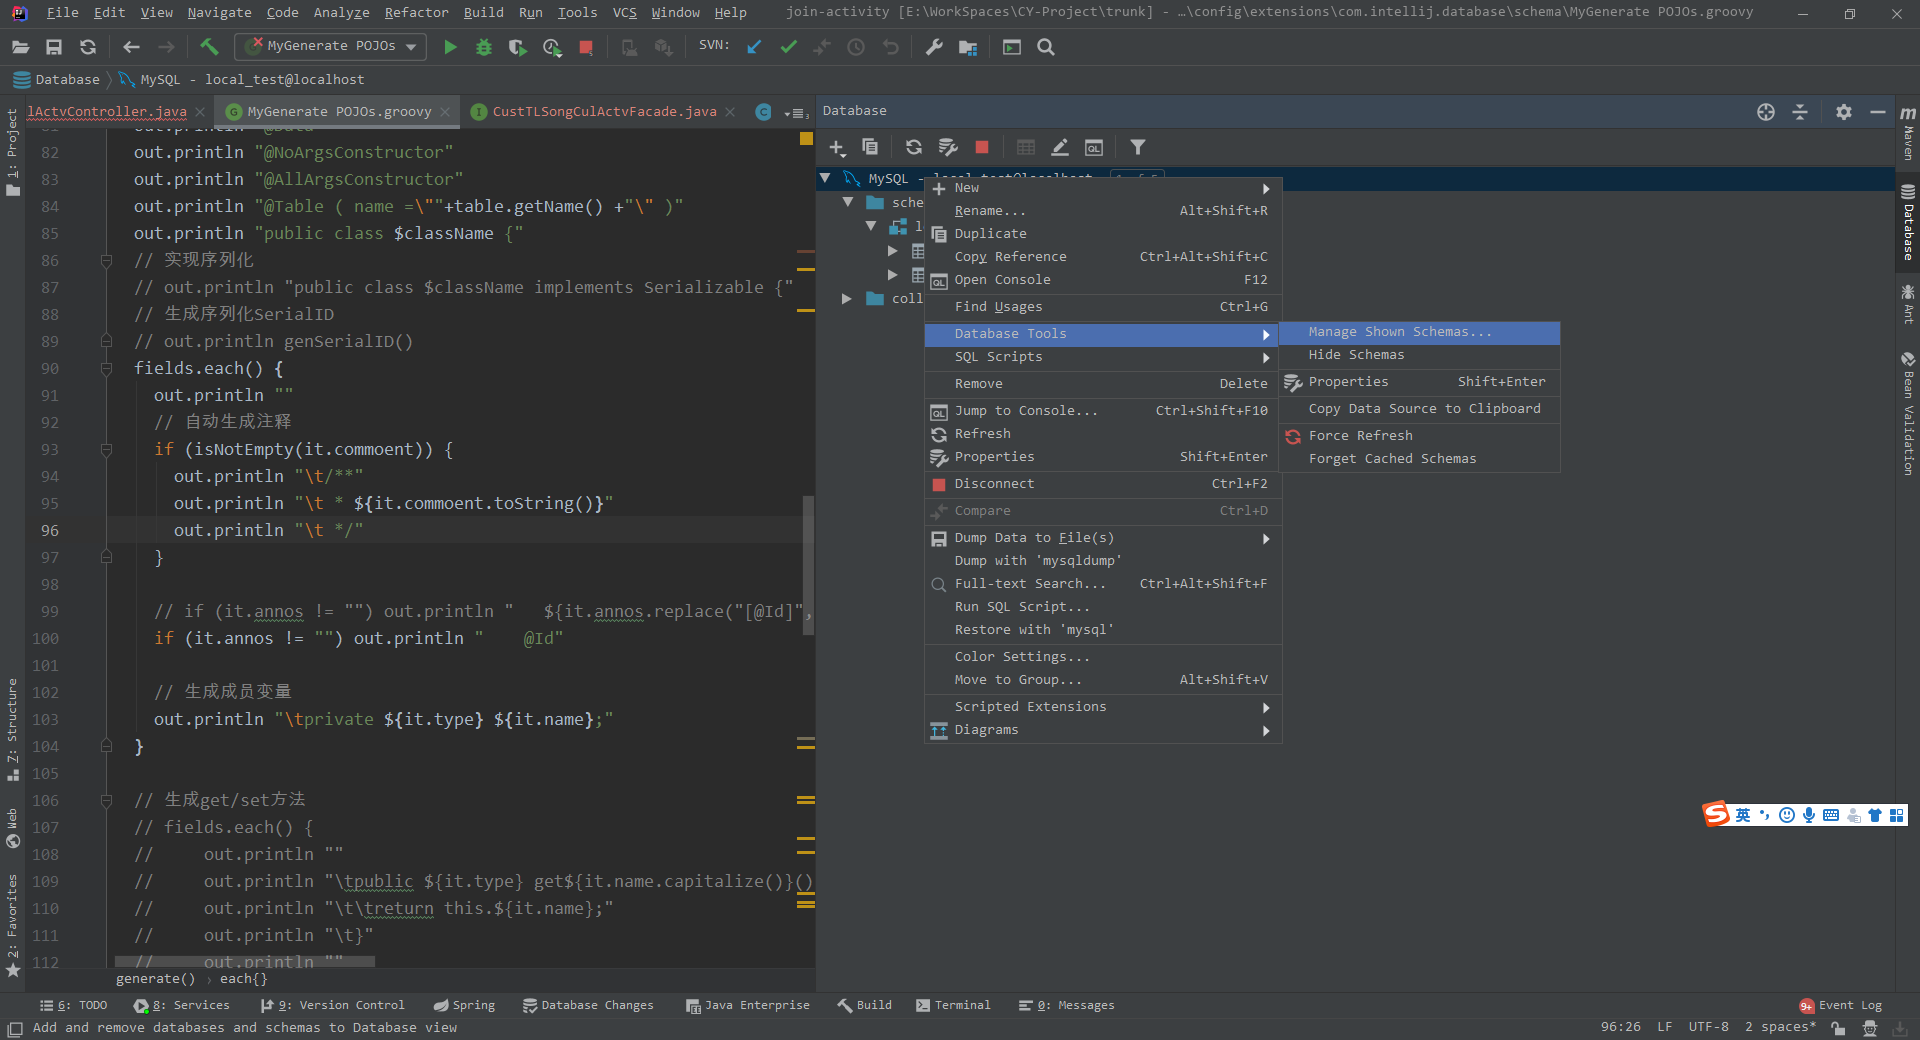 File Edit View Navigate Code Analyze Refactor Build Run Tools VCS Window Help join-activity [E:\WorkSpaces\CY-Project\trunk] - …\config\extensions\com.intellij.database\schema\MyGenerate POJOs.groovy
MyGenerate POJOs SVN:
Database MySQL - local_test@localhost
lActvController.java MyGenerate POJOs.groovy CustTLSongCulActvFacade.java
82 out.println "@NoArgsConstructor"
83 out.println "@AllArgsConstructor"
84 out.println "@Table ( name =\""+table.getName() +"\" )"
85 out.println "public class $className {"
86 // 实现序列化
87 // out.println "public class $className implements Serializable {"
88 // 生成序列化SerialID
89 // out.println genSerialID()
90 fields.each() {
91 out.println ""
92 // 自动生成注释
93 if (isNotEmpty(it.commoent)) {
94 out.println "\t/**"
95 out.println "\t * ${it.commoent.toString()}"
96 out.println "\t */"
97 }
98
99 // if (it.annos != "") out.println "   ${it.annos.replace("[@Id]",
100 if (it.annos != "") out.println "    @Id"
101
102 // 生成成员变量
103 out.println "\tprivate ${it.type} ${it.name};"
104 }
105
106 // 生成get/set方法
107 // fields.each() {
108 //     out.println ""
109 //     out.println "\tpublic ${it.type} get${it.name.capitalize()}()
110 //     out.println "\t\treturn this.${it.name};"
111 //     out.println "\t}"
112 //     out.println ""
generate() › each{}
Database
MySQL -
sche
l
coll
New
Rename... Alt+Shift+R
Duplicate
Copy Reference Ctrl+Alt+Shift+C
Open Console F12
Find Usages Ctrl+G
Database Tools
SQL Scripts
Remove Delete
Jump to Console... Ctrl+Shift+F10
Refresh
Properties Shift+Enter
Disconnect Ctrl+F2
Compare Ctrl+D
Dump Data to File(s)
Dump with 'mysqldump'
Full-text Search... Ctrl+Alt+Shift+F
Run SQL Script...
Restore with 'mysql'
Color Settings...
Move to Group... Alt+Shift+V
Scripted Extensions
Diagrams
Manage Shown Schemas...
Hide Schemas
Properties Shift+Enter
Copy Data Source to Clipboard
Force Refresh
Forget Cached Schemas
1: Project
7: Structure
Web
2: Favorites
Maven
Database
Ant
Bean Validation
英
6: TODO 8: Services 9: Version Control Spring Database Changes Java Enterprise Build Terminal 0: Messages 9+ Event Log
Add and remove databases and schemas to Database view 96:26 LF UTF-8 2 spaces*